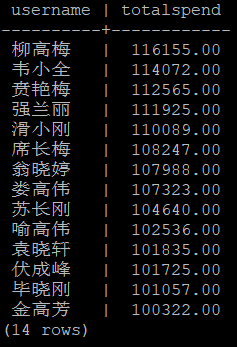 username | totalspend
----------+------------
柳高梅 | 116155.00
韦小全 | 114072.00
贲艳梅 | 112565.00
强兰丽 | 111925.00
滑小刚 | 110089.00
席长梅 | 108247.00
翁晓婷 | 107988.00
娄高伟 | 107323.00
苏长刚 | 104640.00
喻高伟 | 102536.00
袁晓轩 | 101835.00
伏成峰 | 101725.00
毕晓刚 | 101057.00
金高芳 | 100322.00
(14 rows)